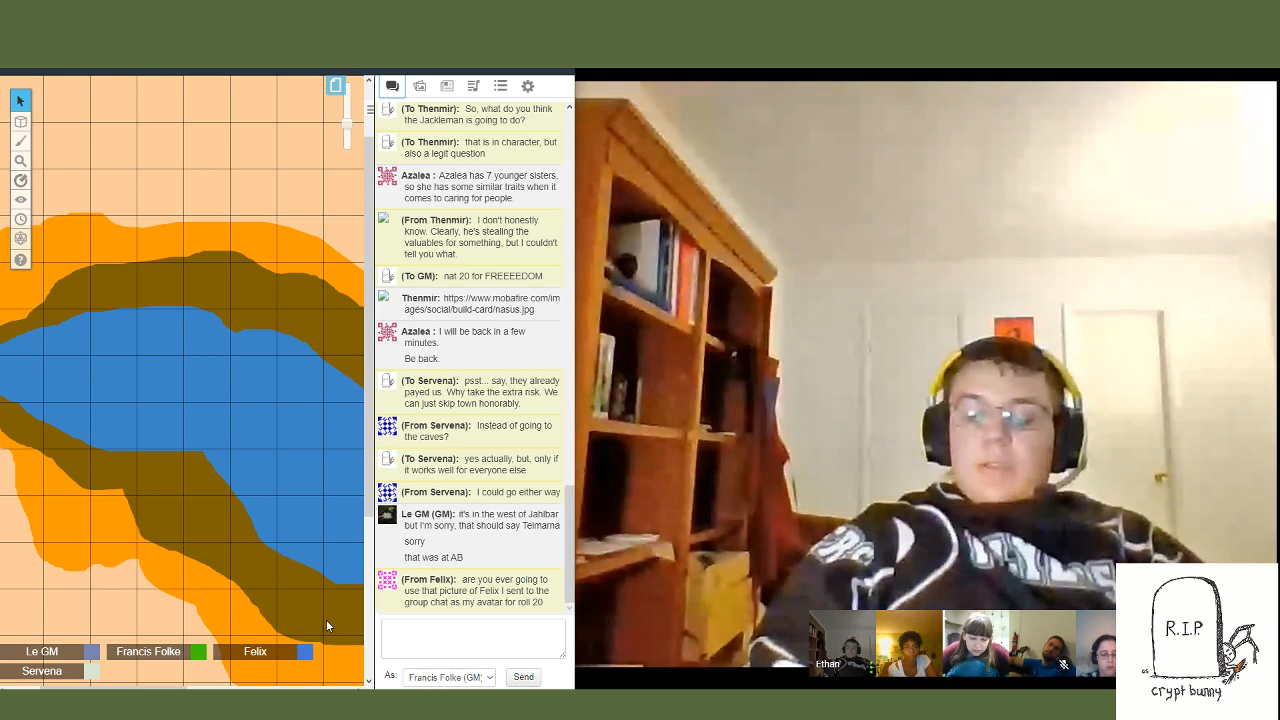 (To Thenmir): So, what do you think
the Jackleman is going to do?
(To Thenmir): that is in character, but
also a legit question
Azalea : Azalea has 7 younger sisters,
so she has some similar traits when it
comes to caring for people.
(From Thenmir): I don't honestly
know. Clearly, he's stealing the
valuables for something, but I couldn't
tell you what.
(To GM): nat 20 for FREEEEDOM
Thenmir: https://www.mobafire.com/im
ages/social/build-card/nasus.jpg
Azalea : I will be back in a few
minutes.
Be back.
(To Servena): psst... say, they already
payed us. Why take the extra risk. We
can just skip town honorably.
(From Servena): Instead of going to
the caves?
(To Servena): yes actually, but, only if
it works well for everyone else
(From Servena): I could go either way
Le GM (GM): it's in the west of Jahlbar
but I'm sorry, that should say Telmarna
sorry
that was at AB
(From Felix): are you ever going to
use that picture of Felix I sent to the
group chat as my avatar for roll 20
As: Francis Folke (GM) Send
Le GM Francis Folke Felix
Servena
Ethan
R.I.P.
crypt bunny